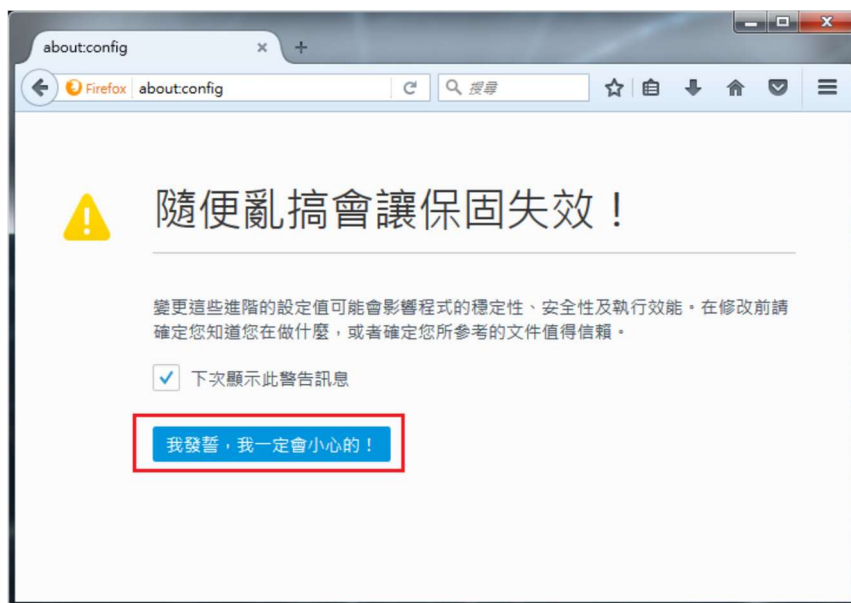 about:config
Firefox about:config 搜尋
隨便亂搞會讓保固失效！
變更這些進階的設定值可能會影響程式的穩定性、安全性及執行效能。在修改前請
確定您知道您在做什麼，或者確定您所參考的文件值得信賴。
下次顯示此警告訊息
我發誓，我一定會小心的！